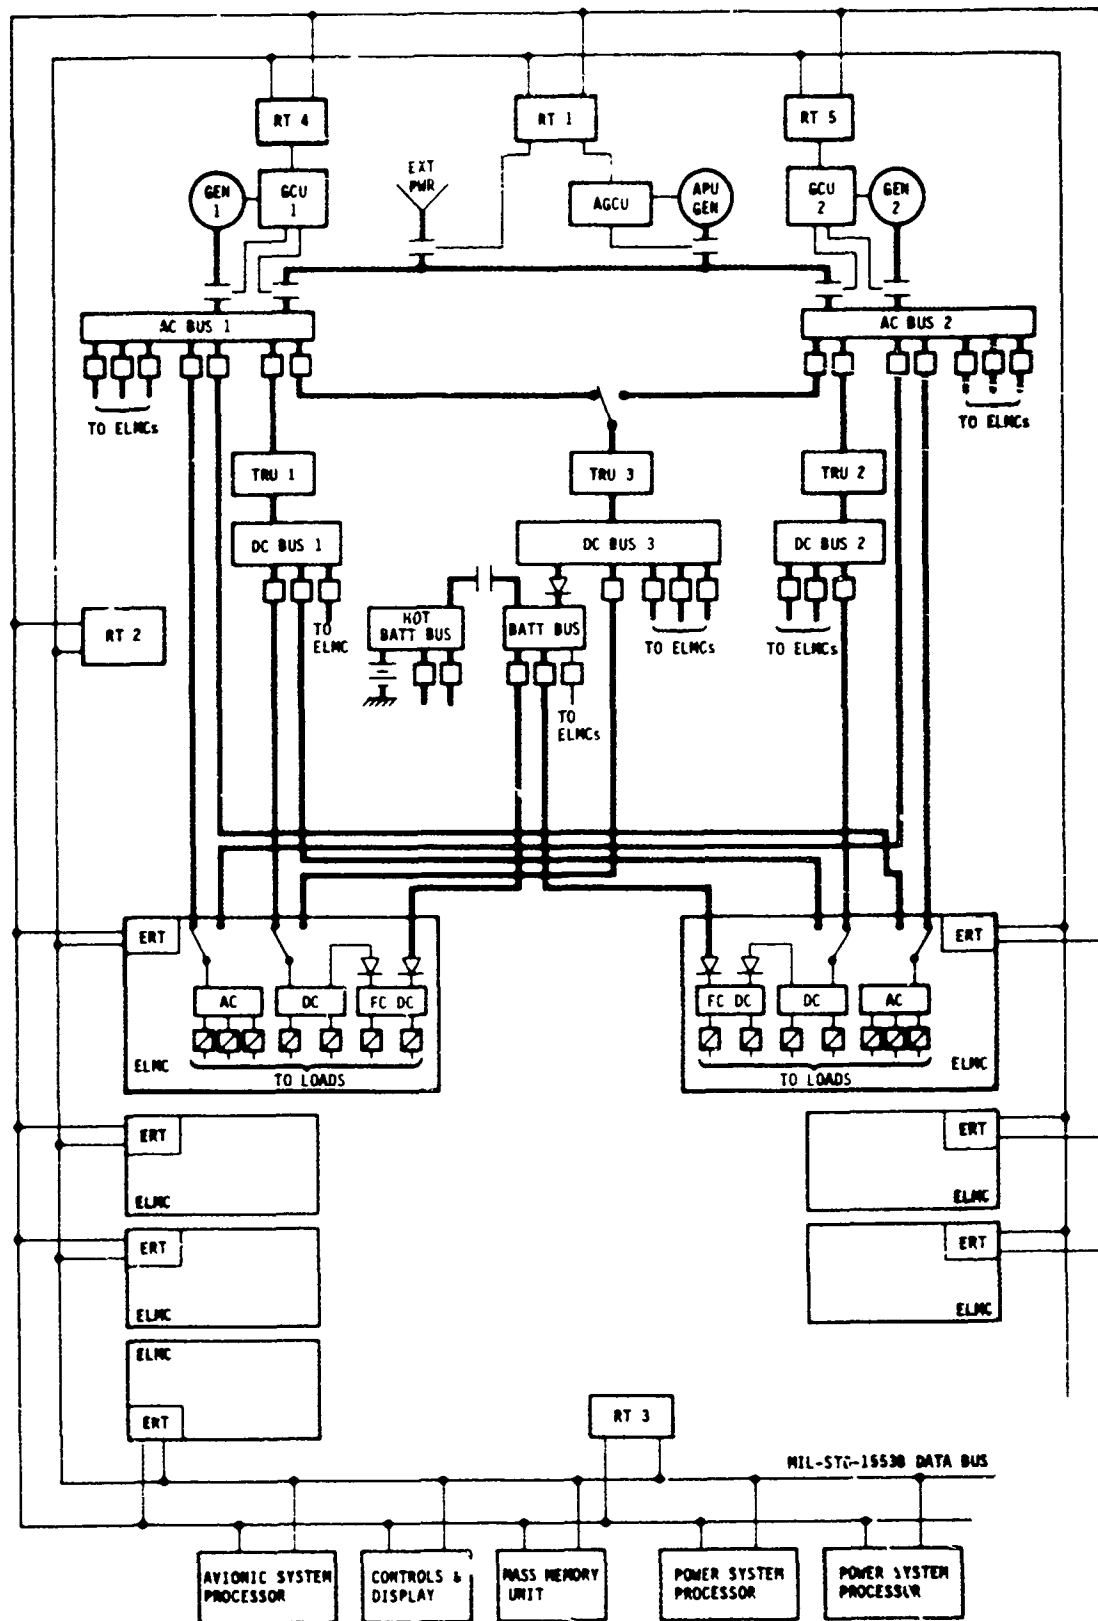 RT 4
RT 1
RT 5
GEN
1
GCU
1
EXT
PWR
AGCU
APU
GEN
GCU
2
GEN
2
AC BUS 1
AC BUS 2
TO ELMCs
TO ELMCs
TRU 1
TRU 3
TRU 2
DC BUS 1
DC BUS 3
DC BUS 2
RT 2
TO
ELMC
HOT
BATT BUS
BATT BUS
TO ELMCs
TO ELMCs
TO
ELMCs
ERT
AC
DC
FC DC
ELMC
TO LOADS
ERT
FC DC
DC
AC
TO LOADS
ELMC
ERT
ELMC
ERT
ELMC
ERT
ELMC
ERT
ELMC
ELMC
ERT
RT 3
MIL-STD-1553B DATA BUS
AVIONIC SYSTEM
PROCESSOR
CONTROLS &
DISPLAY
MASS MEMORY
UNIT
POWER SYSTEM
PROCESSOR
POWER SYSTEM
PROCESSOR